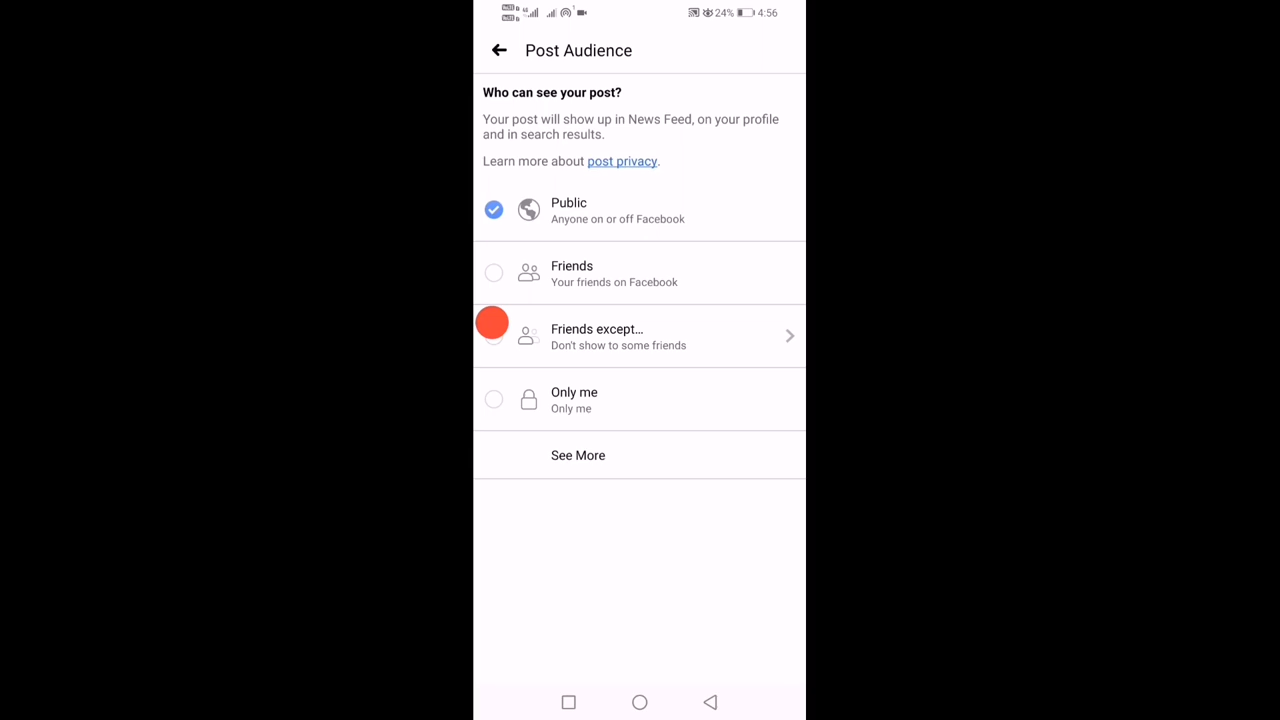 24% 4:56
Post Audience
Who can see your post?
Your post will show up in News Feed, on your profile
and in search results.
Learn more about post privacy.
Public
Anyone on or off Facebook
Friends
Your friends on Facebook
Friends except...
Don't show to some friends
Only me
Only me
See More